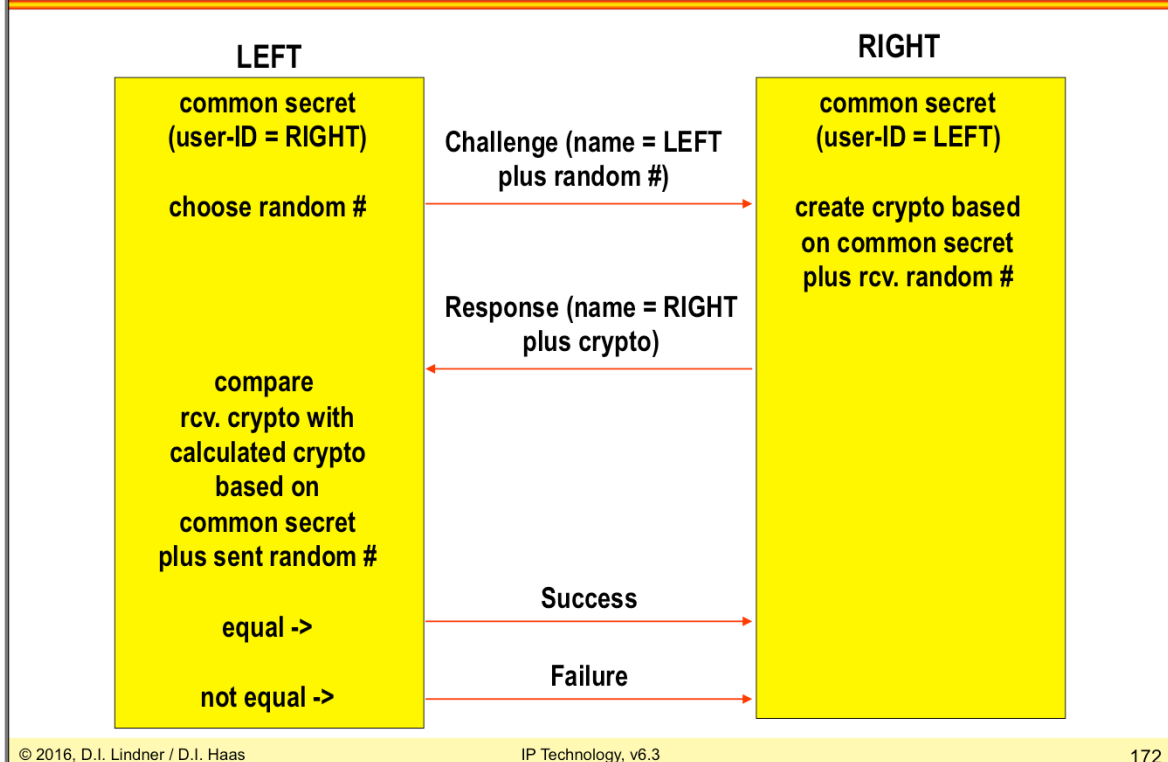 LEFT
RIGHT
common secret
(user-ID = RIGHT)
choose random #
Challenge (name = LEFT
plus random #)
common secret
(user-ID = LEFT)
create crypto based
on common secret
plus rcv. random #
Response (name = RIGHT
plus crypto)
compare
rcv. crypto with
calculated crypto
based on
common secret
plus sent random #
equal ->
Success
not equal ->
Failure
© 2016, D.I. Lindner / D.I. Haas
IP Technology, v6.3
172